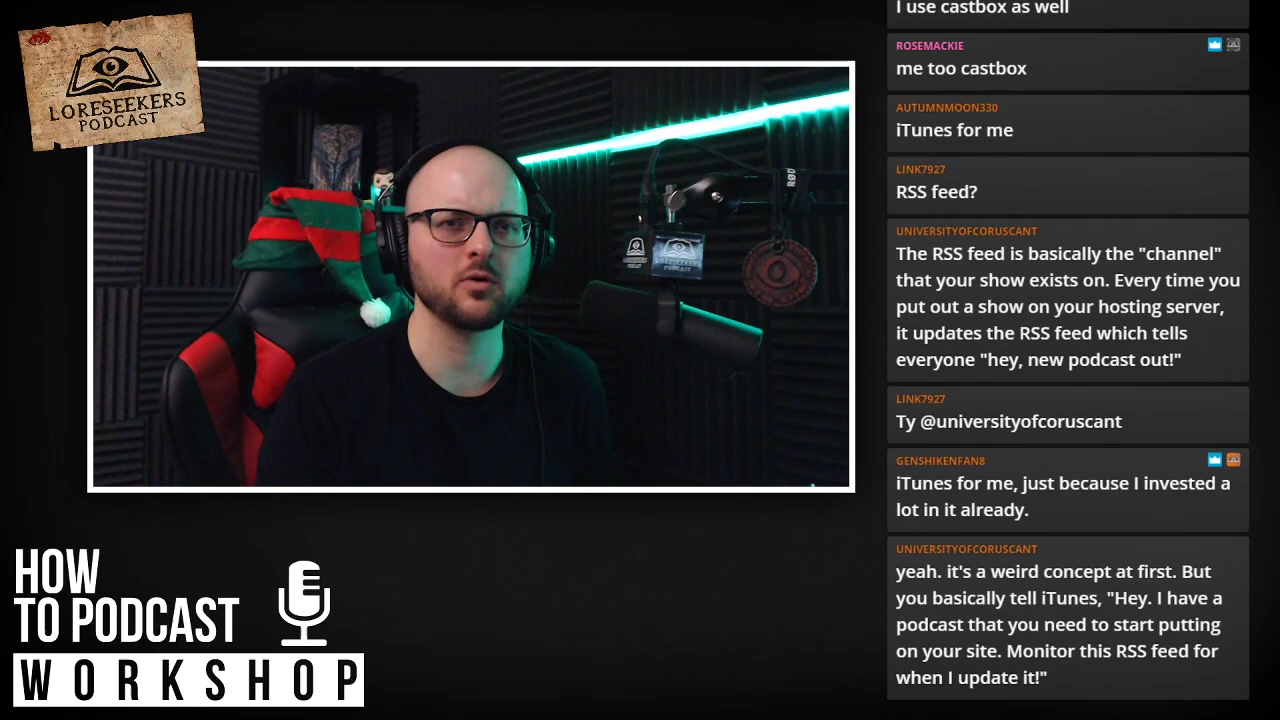 LORESEEKERS
PODCAST
I use castbox as well
ROSEMACKIE
me too castbox
AUTUMNMOON330
iTunes for me
LINK7927
RSS feed?
UNIVERSITYOFCORUSCANT
The RSS feed is basically the "channel"
that your show exists on. Every time you
put out a show on your hosting server,
it updates the RSS feed which tells
everyone "hey, new podcast out!"
LINK7927
Ty @universityofcoruscant
GENSHIKENFAN8
iTunes for me, just because I invested a
lot in it already.
UNIVERSITYOFCORUSCANT
yeah. it's a weird concept at first. But
you basically tell iTunes, "Hey. I have a
podcast that you need to start putting
on your site. Monitor this RSS feed for
when I update it!"
RØDE
LORESEEKERS
PODCAST
HOW
TO PODCAST
WORKSHOP